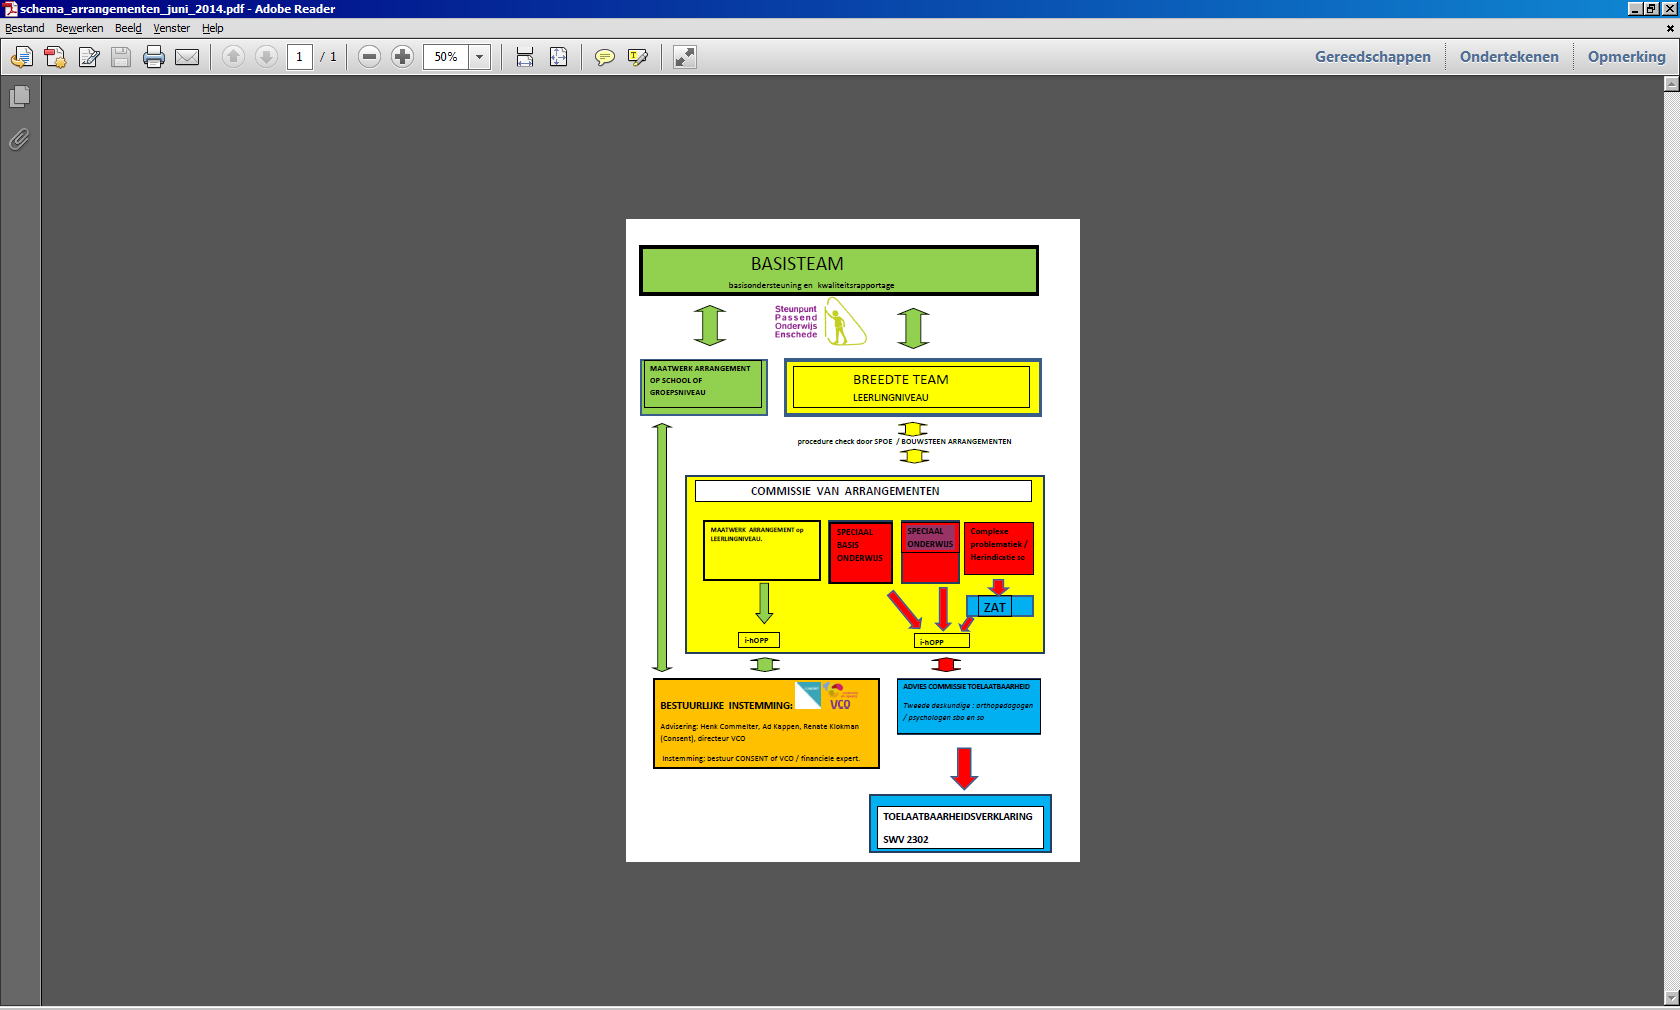 schema_arrangementen_juni_2014.pdf - Adobe Reader
Bestand Bewerken Beeld Venster Help
1 / 1 50% Gereedschappen Ondertekenen Opmerking
BASISTEAM
basisondersteuning en kwaliteitsrapportage
Steunpunt
Passend
Onderwijs
Enschede
MAATWERK ARRANGEMENT
OP SCHOOL OF
GROEPSNIVEAU
BREEDTE TEAM
LEERLINGNIVEAU
procedure check door SPOE / BOUWSTEEN ARRANGEMENTEN
COMMISSIE VAN ARRANGEMENTEN
MAATWERK ARRANGEMENT op
LEERLINGNIVEAU.
SPECIAAL
BASIS
ONDERWIJS
SPECIAAL
ONDERWIJS
Complexe
problematiek /
Herindicatie so
ZAT
i-hOPP
i-hOPP
BESTUURLIJKE INSTEMMING:
CONSENT
VCO
Advisering: Henk Commelter, Ad Kappen, Renate Klokman
(Consent), directeur VCO
Instemming; bestuur CONSENT of VCO / financiele expert.
ADVIES COMMISSIE TOELAATBAARHEID
Tweede deskundige : orthopedagogen
/ psychologen sbo en so
TOELAATBAARHEIDSVERKLARING
SWV 2302